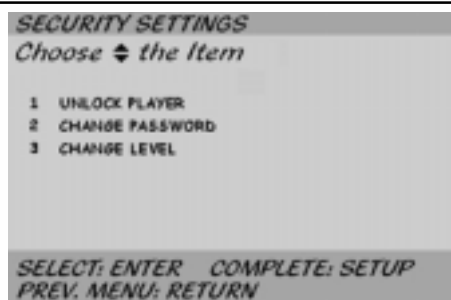 SECURITY SETTINGS
Choose ♦ the Item
1 UNLOCK PLAYER
2 CHANGE PASSWORD
3 CHANGE LEVEL
SELECT: ENTER COMPLETE: SETUP
PREV. MENU: RETURN